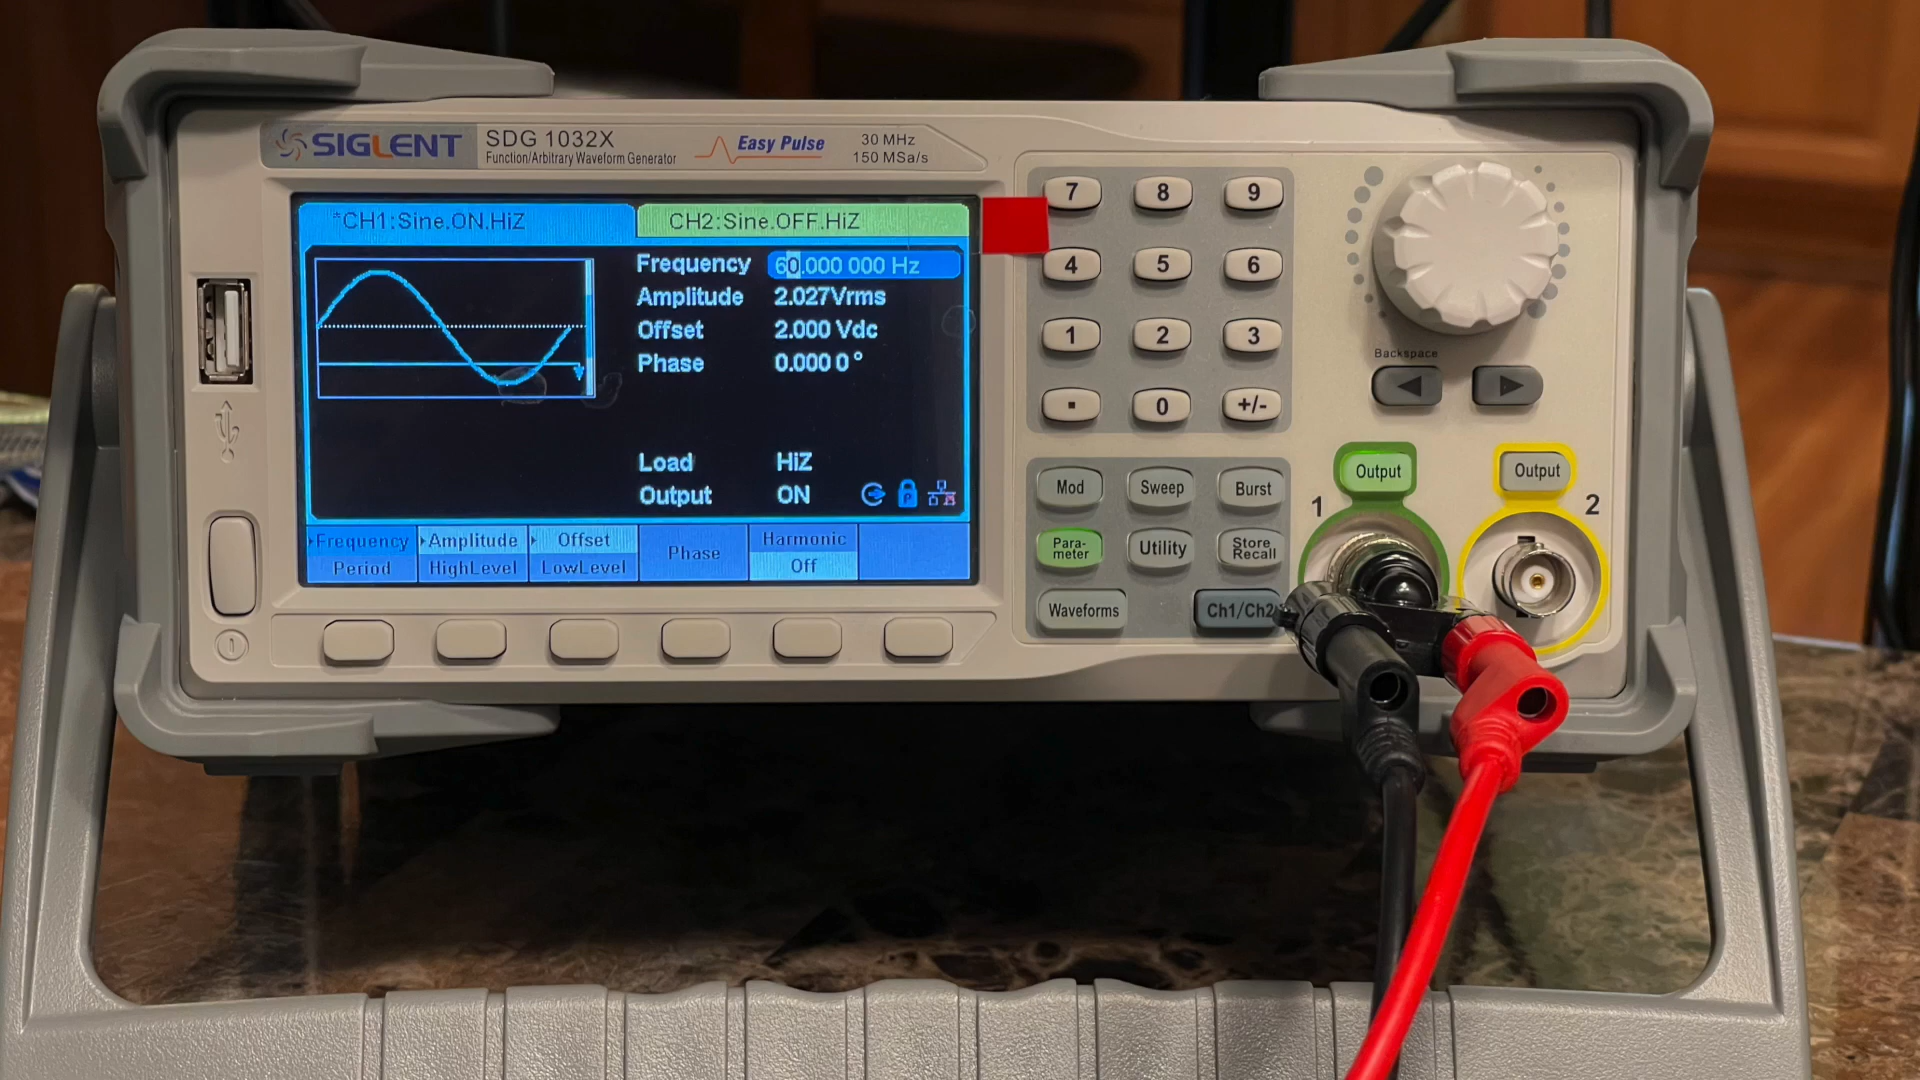 SIGLENT
SDG 1032X
Function/Arbitrary Waveform Generator
Easy Pulse
30 MHz
150 MSa/s
*CH1:Sine.ON.HiZ
CH2:Sine.OFF.HiZ
Frequency 60.000 000 Hz
Amplitude 2.027Vrms
Offset 2.000 Vdc
Phase 0.000 0°
Load HiZ
Output ON
P
Frequency
Period
Amplitude
HighLevel
Offset
LowLevel
Phase
Harmonic
Off
7 8 9
4 5 6
1 2 3
. 0 +/-
Backspace
Mod Sweep Burst
Para-
meter
Utility
Store
Recall
Waveforms
Ch1/Ch2
Output
1
Output
2